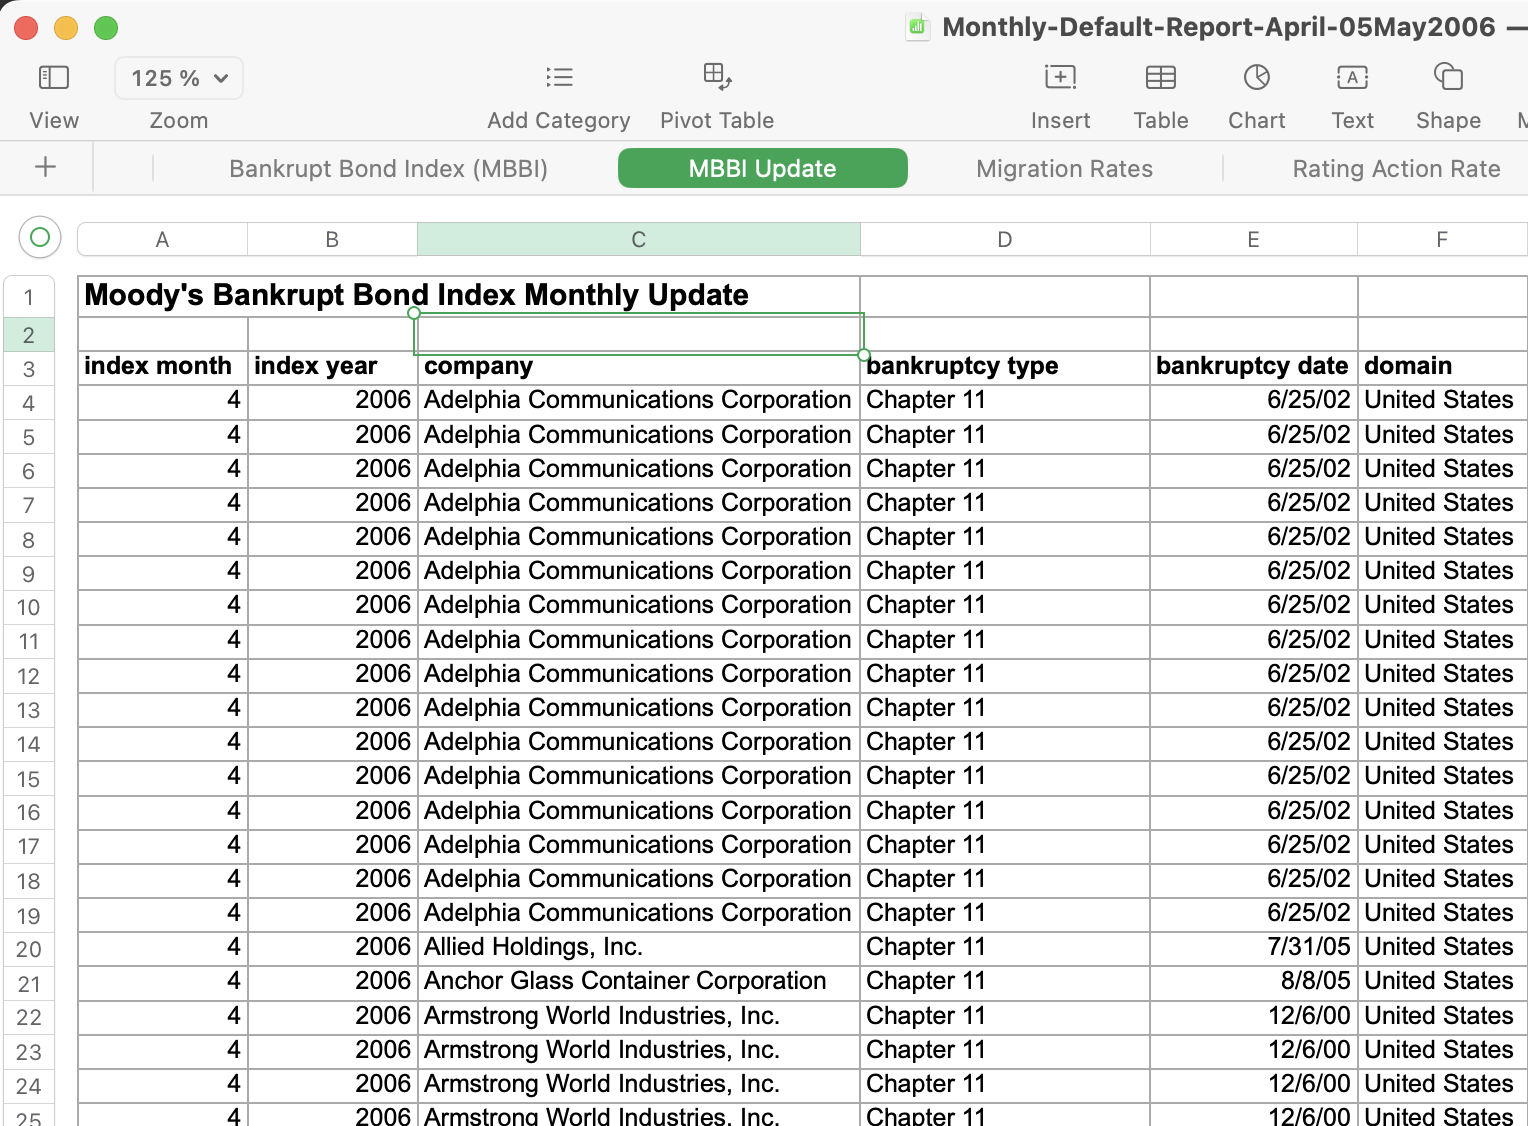 Monthly-Default-Report-April-05May2006 —
125 %
View Zoom Add Category Pivot Table Insert Table Chart Text Shape
Bankrupt Bond Index (MBBI) MBBI Update Migration Rates Rating Action Rate
A B C D E F
1 Moody's Bankrupt Bond Index Monthly Update
2
3 index month index year company bankruptcy type bankruptcy date domain
4 4 2006 Adelphia Communications Corporation Chapter 11 6/25/02 United States
5 4 2006 Adelphia Communications Corporation Chapter 11 6/25/02 United States
6 4 2006 Adelphia Communications Corporation Chapter 11 6/25/02 United States
7 4 2006 Adelphia Communications Corporation Chapter 11 6/25/02 United States
8 4 2006 Adelphia Communications Corporation Chapter 11 6/25/02 United States
9 4 2006 Adelphia Communications Corporation Chapter 11 6/25/02 United States
10 4 2006 Adelphia Communications Corporation Chapter 11 6/25/02 United States
11 4 2006 Adelphia Communications Corporation Chapter 11 6/25/02 United States
12 4 2006 Adelphia Communications Corporation Chapter 11 6/25/02 United States
13 4 2006 Adelphia Communications Corporation Chapter 11 6/25/02 United States
14 4 2006 Adelphia Communications Corporation Chapter 11 6/25/02 United States
15 4 2006 Adelphia Communications Corporation Chapter 11 6/25/02 United States
16 4 2006 Adelphia Communications Corporation Chapter 11 6/25/02 United States
17 4 2006 Adelphia Communications Corporation Chapter 11 6/25/02 United States
18 4 2006 Adelphia Communications Corporation Chapter 11 6/25/02 United States
19 4 2006 Adelphia Communications Corporation Chapter 11 6/25/02 United States
20 4 2006 Allied Holdings, Inc. Chapter 11 7/31/05 United States
21 4 2006 Anchor Glass Container Corporation Chapter 11 8/8/05 United States
22 4 2006 Armstrong World Industries, Inc. Chapter 11 12/6/00 United States
23 4 2006 Armstrong World Industries, Inc. Chapter 11 12/6/00 United States
24 4 2006 Armstrong World Industries, Inc. Chapter 11 12/6/00 United States
25 4 2006 Armstrong World Industries, Inc. Chapter 11 12/6/00 United States